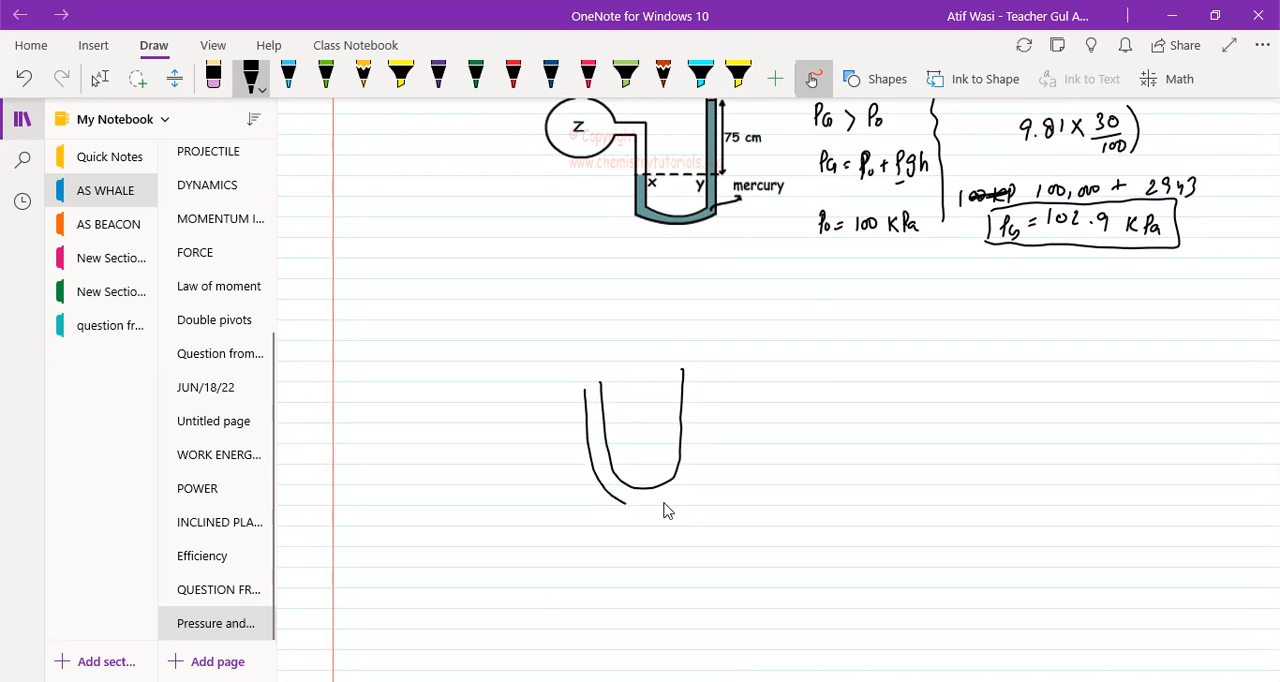 OneNote for Windows 10
Atif Wasi - Teacher Gul A...
Home Insert Draw View Help Class Notebook
Share
Shapes Ink to Shape Ink to Text Math
My Notebook
Quick Notes
AS WHALE
AS BEACON
New Sectio...
New Sectio...
question fr...
Add sect...
PROJECTILE
DYNAMICS
MOMENTUM I...
FORCE
Law of moment
Double pivots
Question from...
JUN/18/22
Untitled page
WORK ENERG...
POWER
INCLINED PLA...
Efficiency
QUESTION FR...
Pressure and...
Add page
Z
© Copyright
www.chemistrytutorials
75 cm
x y
mercury
PG > P0
PG = P0 + ρgh
P0 = 100 KPa
9.81 × 30/100)
100,000 + 2943
PG = 102.9 KPa